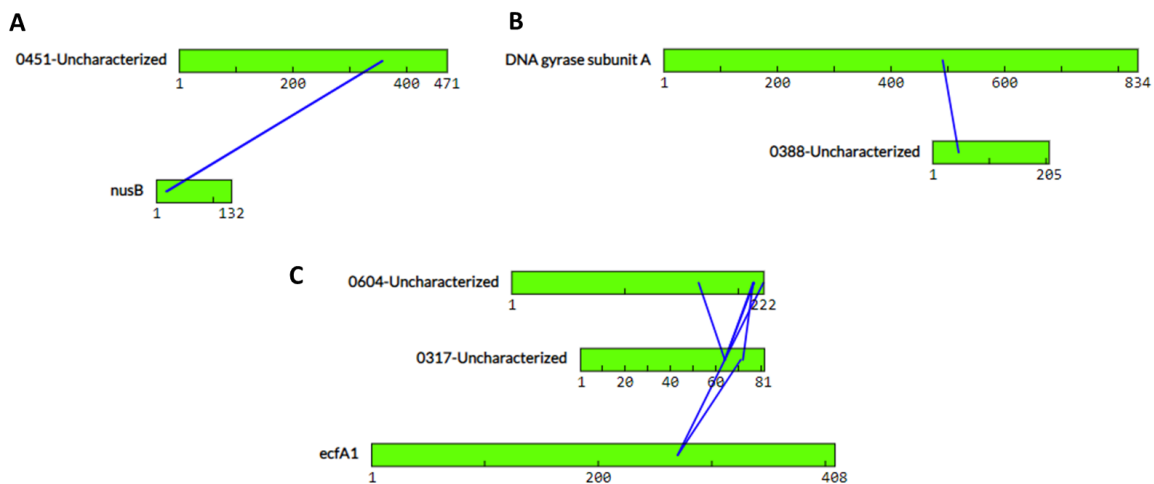 A
0451-Uncharacterized
1 200 400 471
nusB
1 132
B
DNA gyrase subunit A
1 200 400 600 834
0388-Uncharacterized
1 205
C
0604-Uncharacterized
1 222
0317-Uncharacterized
1 20 40 60 81
ecfA1
1 200 408